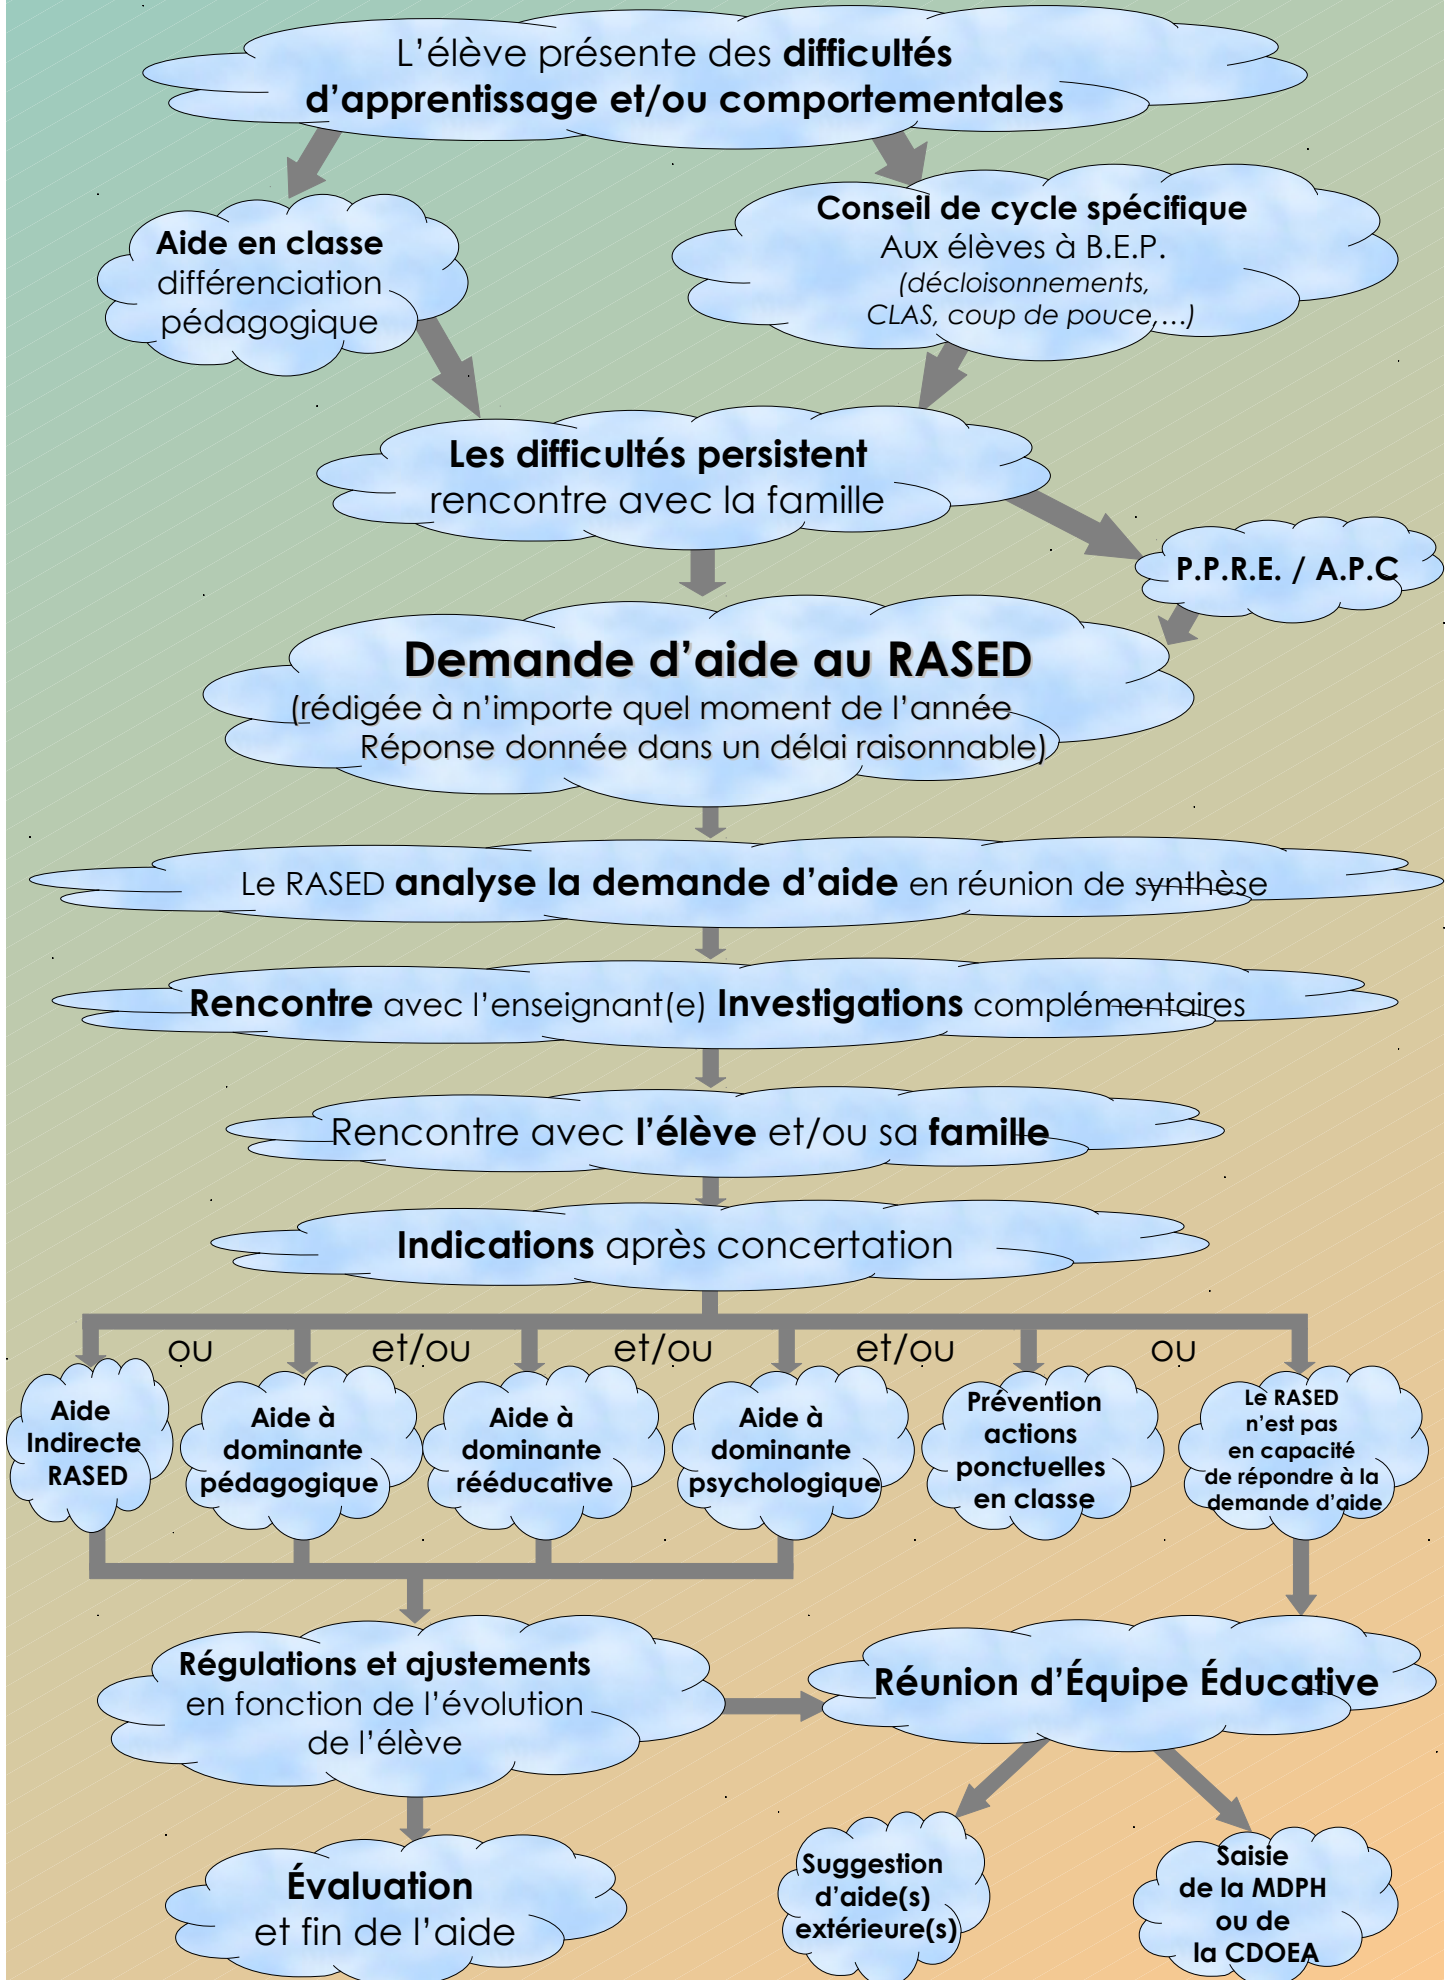 L'élève présente des difficultés
d'apprentissage et/ou comportementales
Aide en classe
différenciation
pédagogique
Conseil de cycle spécifique
Aux élèves à B.E.P.
(décloisonnements,
CLAS, coup de pouce,…)
Les difficultés persistent
rencontre avec la famille
P.P.R.E. / A.P.C
Demande d'aide au RASED
(rédigée à n'importe quel moment de l'année
Réponse donnée dans un délai raisonnable)
Le RASED analyse la demande d'aide en réunion de synthèse
Rencontre avec l'enseignant(e) Investigations complémentaires
Rencontre avec l'élève et/ou sa famille
Indications après concertation
ou et/ou et/ou et/ou ou
Aide
Indirecte
RASED
Aide à
dominante
pédagogique
Aide à
dominante
rééducative
Aide à
dominante
psychologique
Prévention
actions
ponctuelles
en classe
Le RASED
n'est pas
en capacité
de répondre à la
demande d'aide
Régulations et ajustements
en fonction de l'évolution
de l'élève
Réunion d'Équipe Éducative
Évaluation
et fin de l'aide
Suggestion
d'aide(s)
extérieure(s)
Saisie
de la MDPH
ou de
la CDOEA